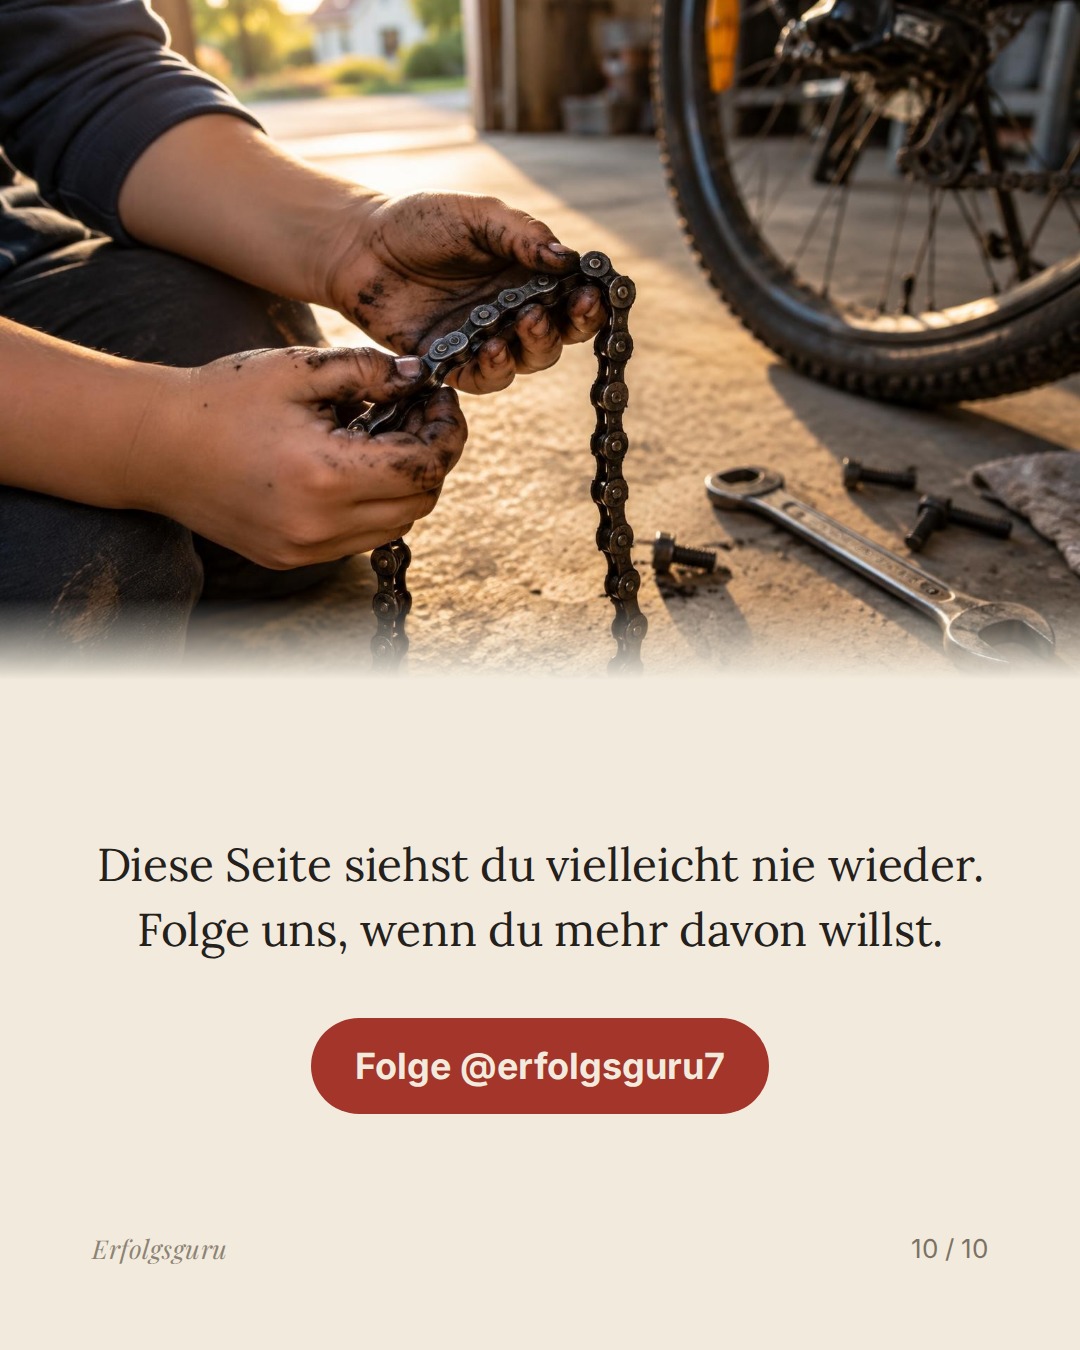 Diese Seite siehst du vielleicht nie wieder.
Folge uns, wenn du mehr davon willst.
Folge @erfolgsguru7
Erfolgsguru
10 / 10